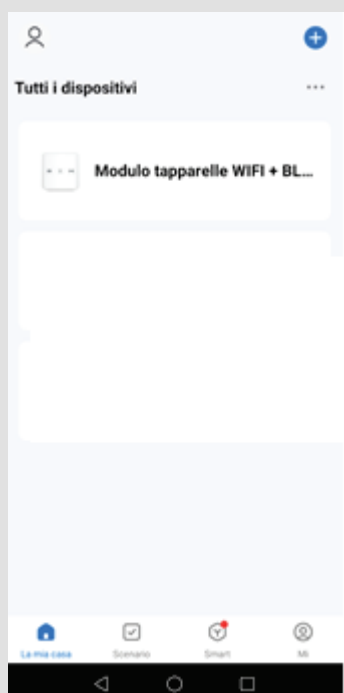 Tutti i dispositivi
Modulo tapparelle WIFI + BL...
La mia casa
Scenario
Smart
Mi